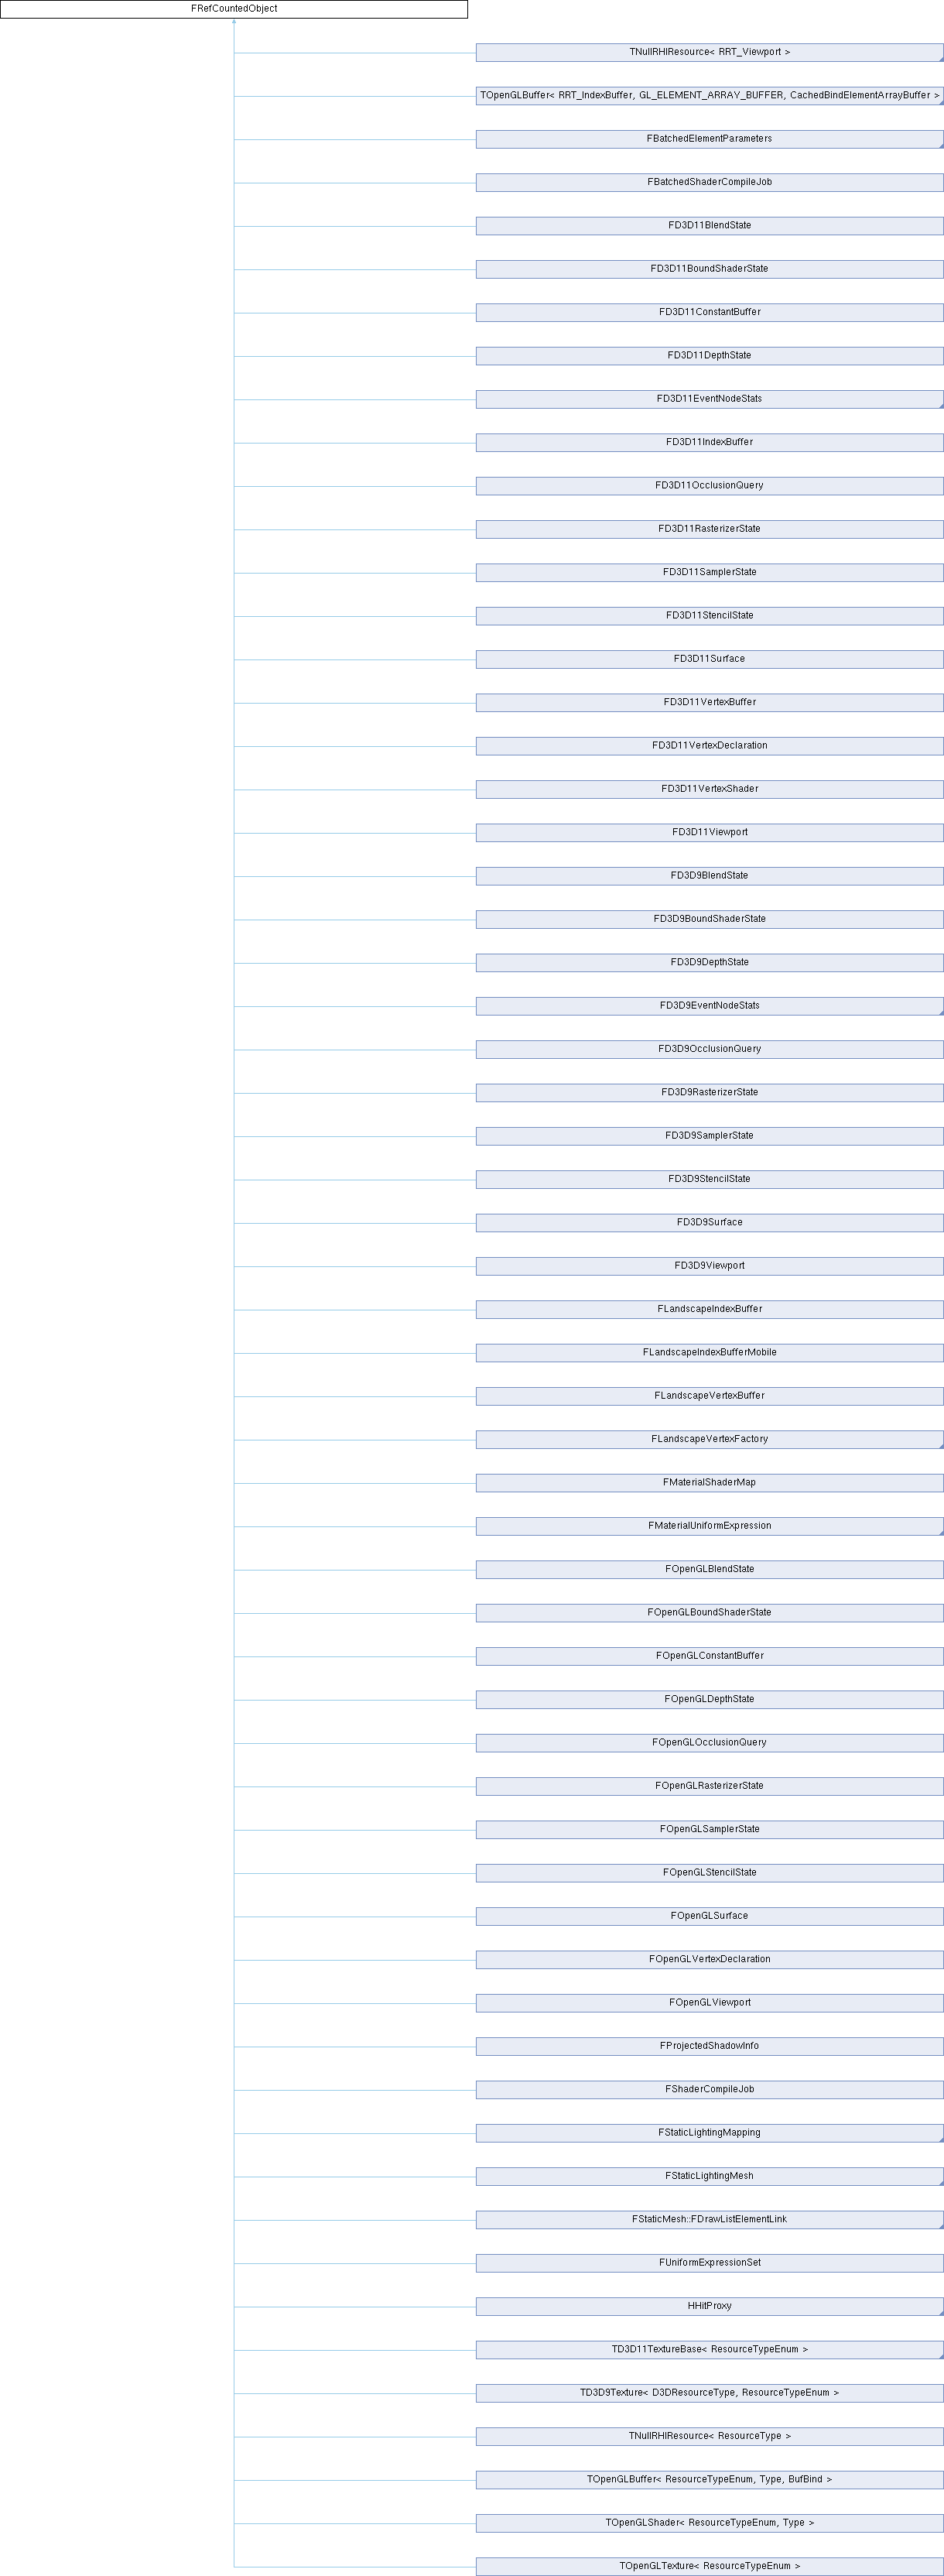 FRefCountedObject
TNullRHIResource< RRT_Viewport >
TOpenGLBuffer< RRT_IndexBuffer, GL_ELEMENT_ARRAY_BUFFER, CachedBindElementArrayBuffer >
FBatchedElementParameters
FBatchedShaderCompileJob
FD3D11BlendState
FD3D11BoundShaderState
FD3D11ConstantBuffer
FD3D11DepthState
FD3D11EventNodeStats
FD3D11IndexBuffer
FD3D11OcclusionQuery
FD3D11RasterizerState
FD3D11SamplerState
FD3D11StencilState
FD3D11Surface
FD3D11VertexBuffer
FD3D11VertexDeclaration
FD3D11VertexShader
FD3D11Viewport
FD3D9BlendState
FD3D9BoundShaderState
FD3D9DepthState
FD3D9EventNodeStats
FD3D9OcclusionQuery
FD3D9RasterizerState
FD3D9SamplerState
FD3D9StencilState
FD3D9Surface
FD3D9Viewport
FLandscapeIndexBuffer
FLandscapeIndexBufferMobile
FLandscapeVertexBuffer
FLandscapeVertexFactory
FMaterialShaderMap
FMaterialUniformExpression
FOpenGLBlendState
FOpenGLBoundShaderState
FOpenGLConstantBuffer
FOpenGLDepthState
FOpenGLOcclusionQuery
FOpenGLRasterizerState
FOpenGLSamplerState
FOpenGLStencilState
FOpenGLSurface
FOpenGLVertexDeclaration
FOpenGLViewport
FProjectedShadowInfo
FShaderCompileJob
FStaticLightingMapping
FStaticLightingMesh
FStaticMesh::FDrawListElementLink
FUniformExpressionSet
HHitProxy
TD3D11TextureBase< ResourceTypeEnum >
TD3D9Texture< D3DResourceType, ResourceTypeEnum >
TNullRHIResource< ResourceType >
TOpenGLBuffer< ResourceTypeEnum, Type, BufBind >
TOpenGLShader< ResourceTypeEnum, Type >
TOpenGLTexture< ResourceTypeEnum >